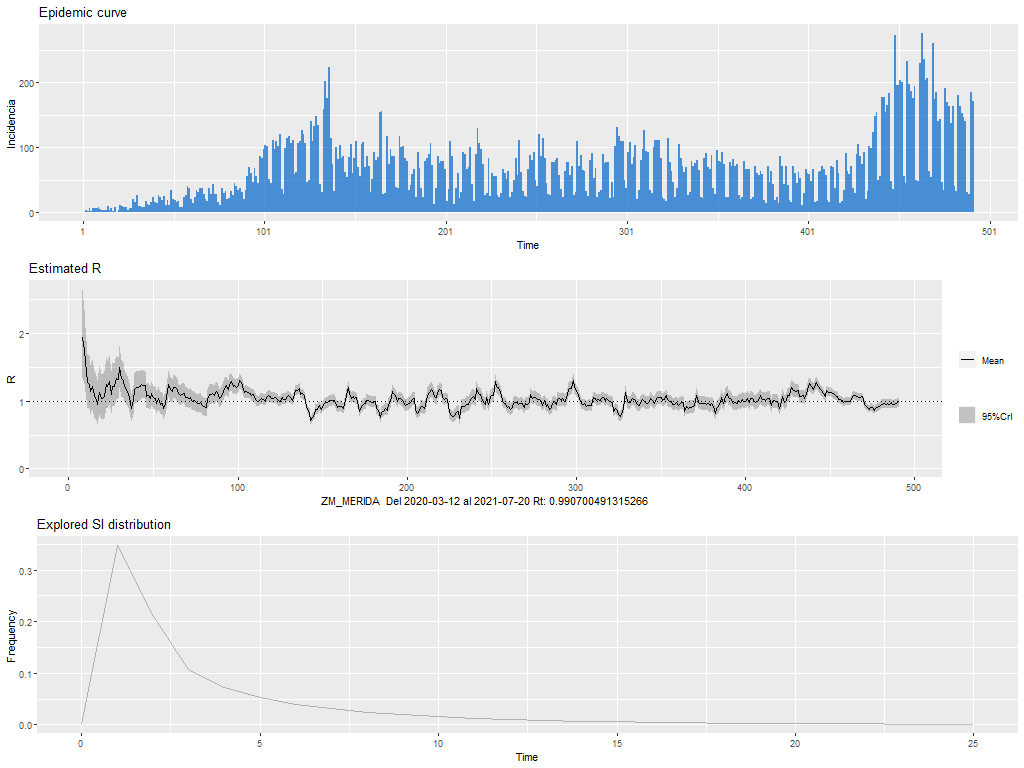 Epidemic curve
Incidencia
200
100
0
1
101
201
301
401
501
Time
Estimated R
R
2
1
0
0
100
200
300
400
500
ZM_MERIDA Del 2020-03-12 al 2021-07-20 Rt: 0.990700491315266
Mean
95%CrI
Explored SI distribution
Frequency
0.3
0.2
0.1
0.0
0
5
10
15
20
25
Time